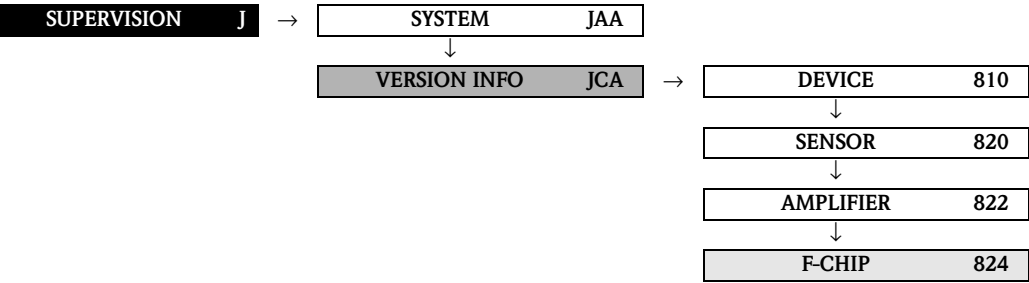 SUPERVISION J → SYSTEM JAA
↓
VERSION INFO JCA → DEVICE 810
↓
SENSOR 820
↓
AMPLIFIER 822
↓
F-CHIP 824